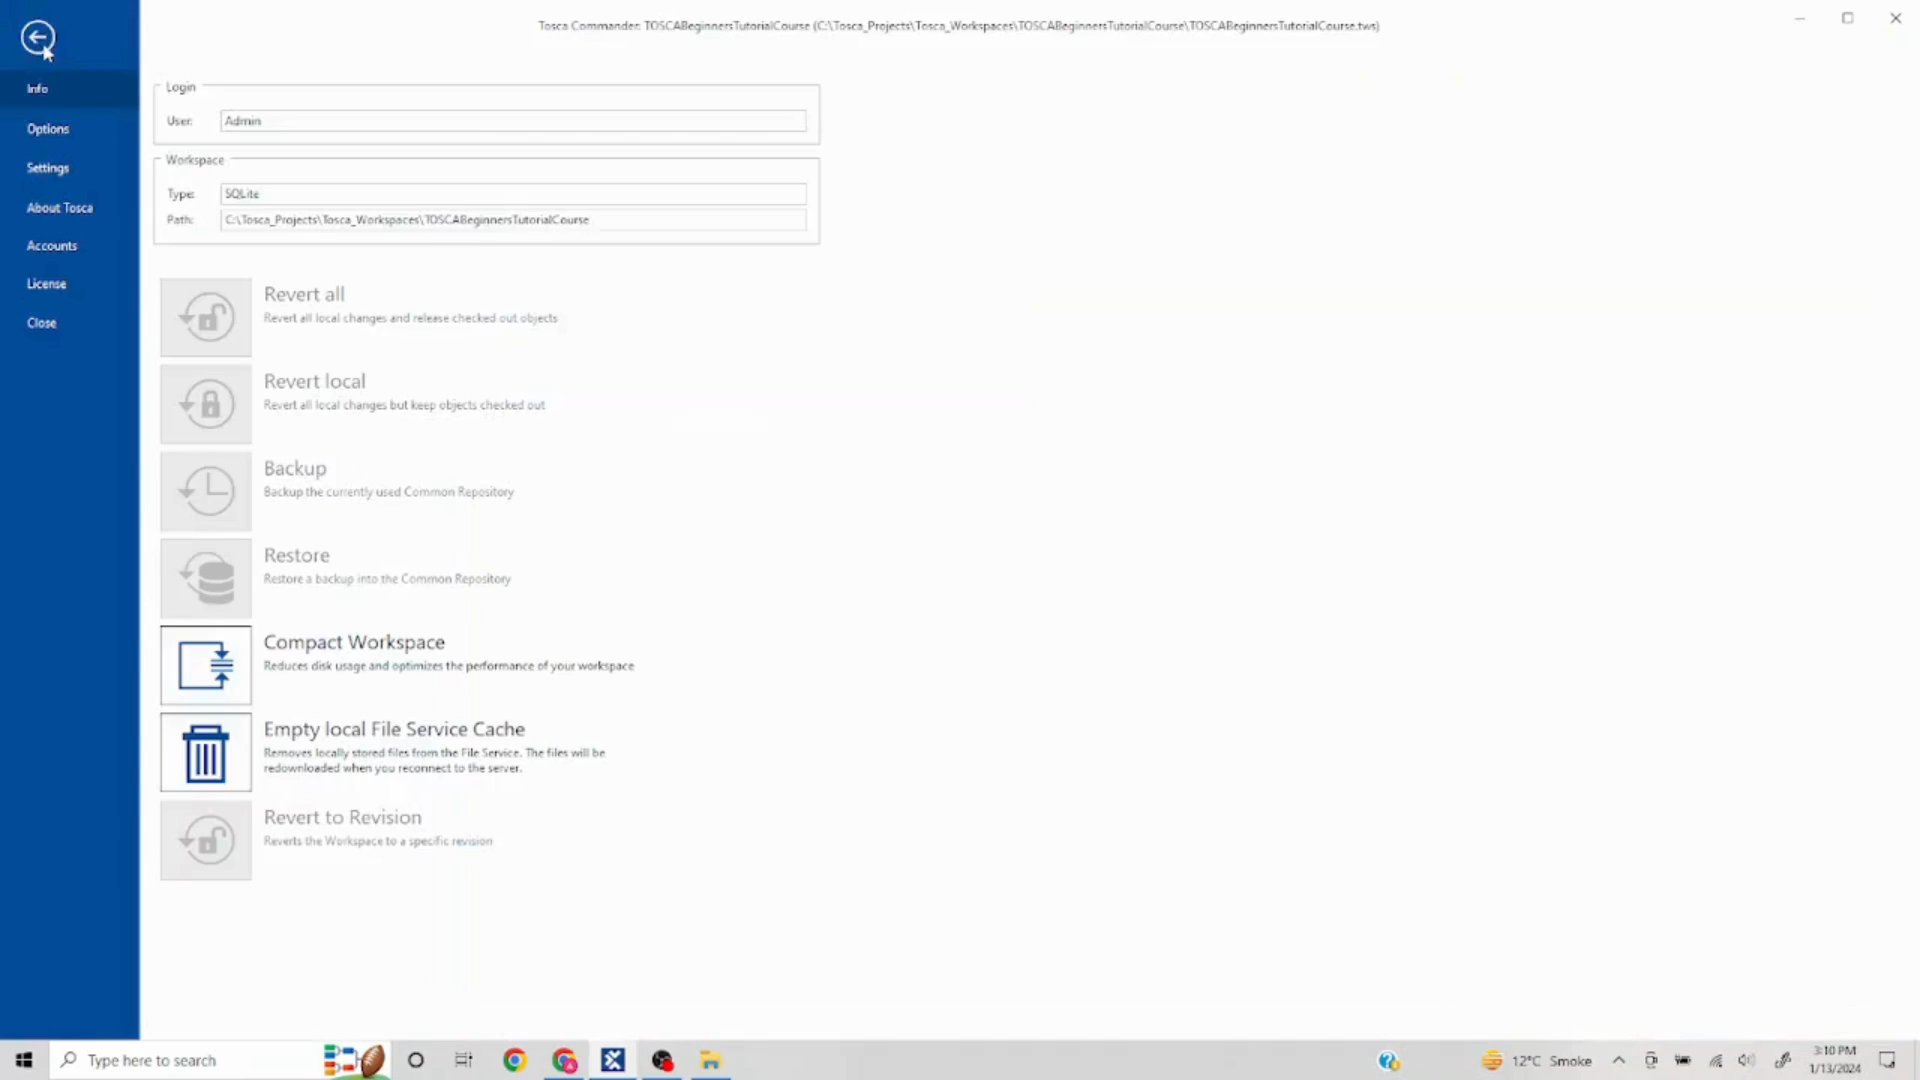 Tosca Commander: TOSCABeginnersTutorialCourse (C:\Tosca_Projects\Tosca_Workspaces\TOSCABeginnersTutorialCourse\TOSCABeginnersTutorialCourse.tws)
Info
Options
Settings
About Tosca
Accounts
License
Close
Login
User: Admin
Workspace
Type: SQLite
Path: C:\Tosca_Projects\Tosca_Workspaces\TOSCABeginnersTutorialCourse
Revert all
Revert all local changes and release checked out objects
Revert local
Revert all local changes but keep objects checked out
Backup
Backup the currently used Common Repository
Restore
Restore a backup into the Common Repository
Compact Workspace
Reduces disk usage and optimizes the performance of your workspace
Empty local File Service Cache
Removes locally stored files from the File Service. The files will be
redownloaded when you reconnect to the server.
Revert to Revision
Reverts the Workspace to a specific revision
Type here to search
12°C Smoke
3:10 PM
1/13/2024